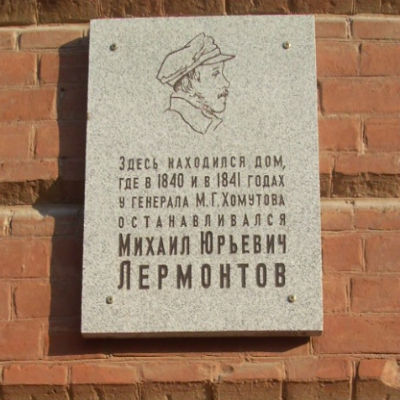 Здесь находился дом,
где в 1840 и в 1841 годах
у генерала М.Г.Хомутова
останавливался
Михаил Юрьевич
Лермонтов